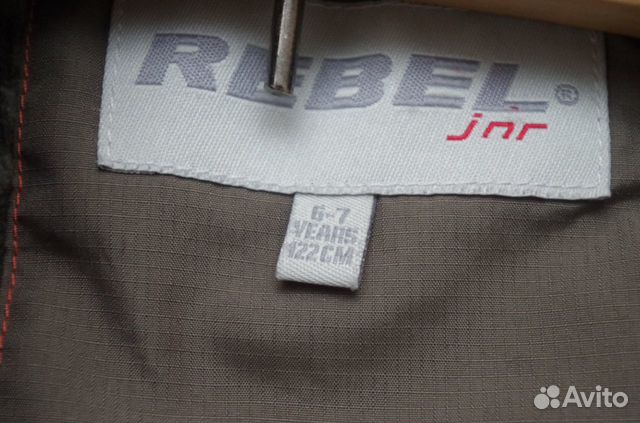 REBEL®
jnr
6-7
YEARS
122CM
Avito